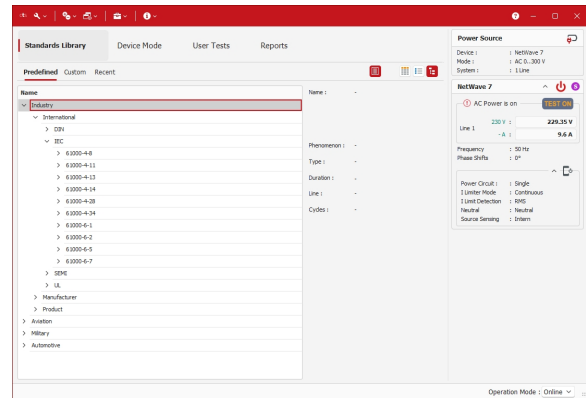 Standards Library
Device Mode
User Tests
Reports
Predefined
Custom
Recent
Name
Industry
International
DIN
IEC
61000-4-8
61000-4-11
61000-4-13
61000-4-14
61000-4-28
61000-4-34
61000-6-1
61000-6-2
61000-6-5
61000-6-7
SEMI
UL
Manufacturer
Product
Aviation
Military
Automotive
Name : -
Phenomenon : -
Type : -
Duration : -
Line : -
Cycles : -
Power Source
Device : : NetWave 7
Mode : : AC 0...300 V
System : : 1 Line
NetWave 7
AC Power is on
TEST ON
Line 1
230 V : 229.35 V
- A : 9.6 A
Frequency : 50 Hz
Phase Shifts : 0°
Power Circuit : : Single
I Limiter Mode : Continuous
I Limit Detection : RMS
Neutral : Neutral
Source Sensing : Intern
Operation Mode : Online